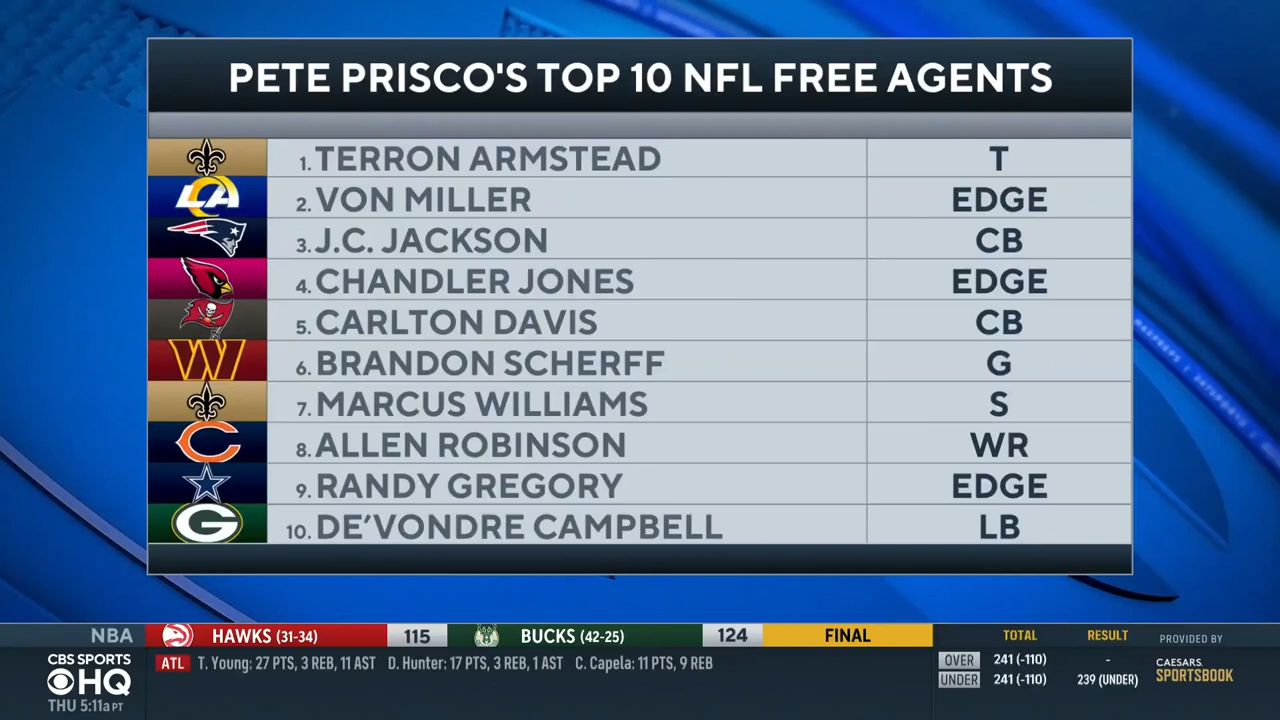 PETE PRISCO'S TOP 10 NFL FREE AGENTS
1. TERRON ARMSTEAD T
LA 2. VON MILLER EDGE
3. J.C. JACKSON CB
4. CHANDLER JONES EDGE
5. CARLTON DAVIS CB
W 6. BRANDON SCHERFF G
7. MARCUS WILLIAMS S
C 8. ALLEN ROBINSON WR
9. RANDY GREGORY EDGE
G 10. DE’VONDRE CAMPBELL LB
NBA HAWKS (31-34) 115 BUCKS (42-25) 124 FINAL TOTAL RESULT PROVIDED BY
CBS SPORTS HQ
THU 5:11a PT
ATL T. Young: 27 PTS, 3 REB, 11 AST D. Hunter: 17 PTS, 3 REB, 1 AST C. Capela: 11 PTS, 9 REB
OVER 241 (-110) -
UNDER 241 (-110) 239 (UNDER)
CAESARS
SPORTSBOOK